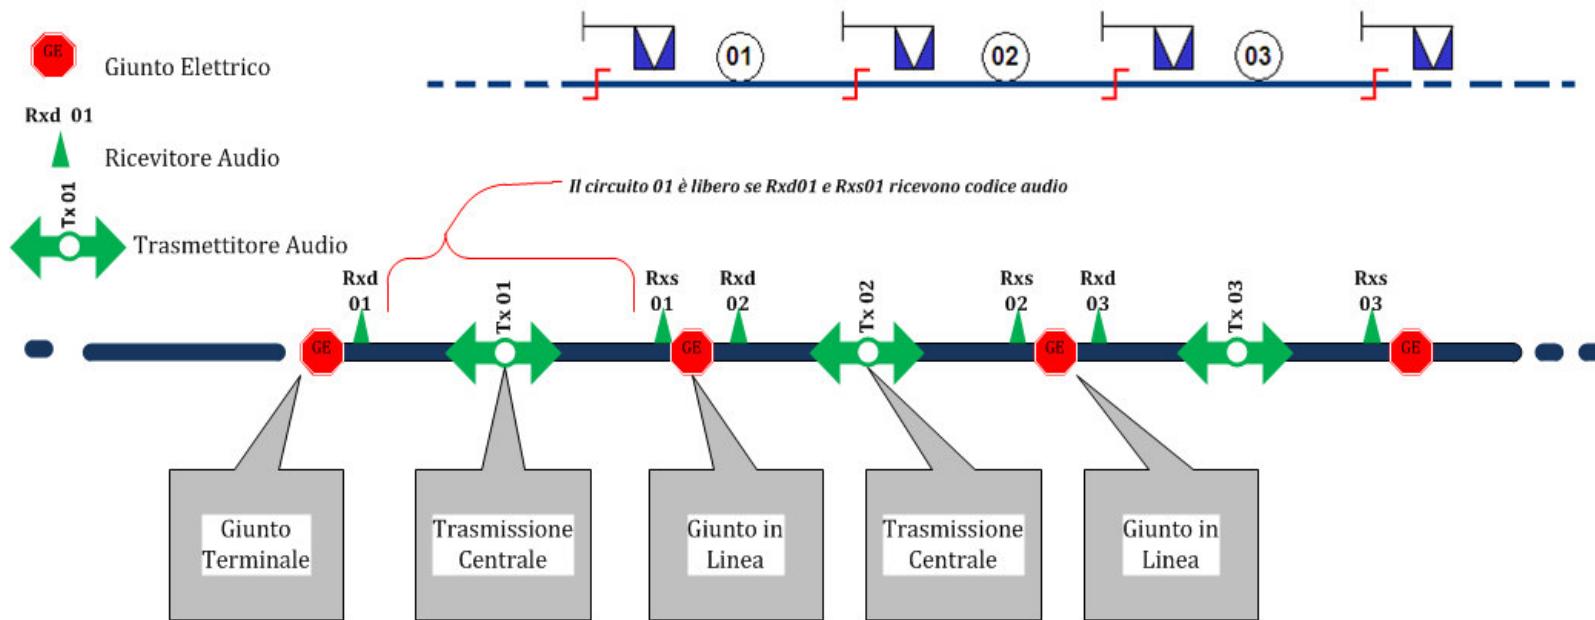 GE
Giunto Elettrico
Rxd 01
Ricevitore Audio
Tx 01
Trasmettitore Audio
01
02
03
Il circuito 01 è libero se Rxd01 e Rxs01 ricevono codice audio
Rxd
01
Tx 01
Rxs
01
Rxd
02
Tx 02
Rxs
02
Rxd
03
Tx 03
Rxs
03
GE
GE
GE
GE
Giunto
Terminale
Trasmissione
Centrale
Giunto in
Linea
Trasmissione
Centrale
Giunto in
Linea